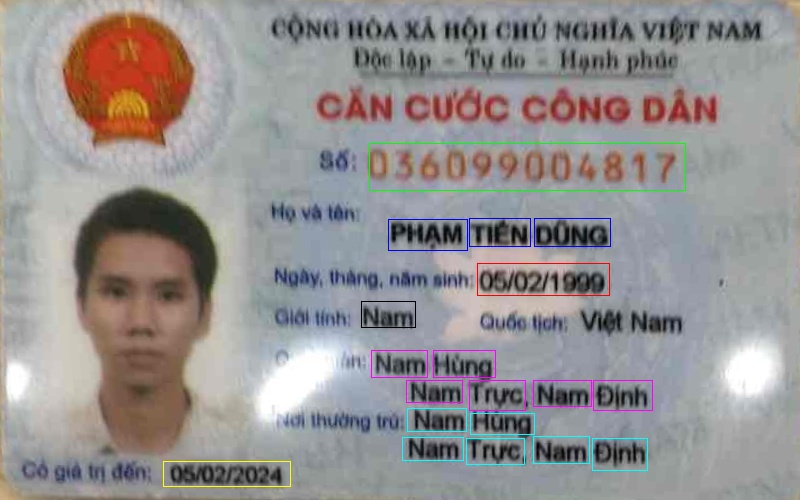 CỘNG HÒA XÃ HỘI CHỦ NGHĨA VIỆT NAM
Độc lập - Tự do - Hạnh phúc
CĂN CƯỚC CÔNG DÂN
Số: 036099004817
Họ và tên:
PHẠM TIẾN DŨNG
Ngày, tháng, năm sinh: 05/02/1999
Giới tính: Nam Quốc tịch: Việt Nam
Nam Hùng
Nam Trực, Nam Định
Nơi thường trú: Nam Hùng
Nam Trực, Nam Định
Có giá trị đến: 05/02/2024